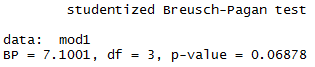 studentized Breusch-Pagan test
data:  mod1
BP = 7.1001, df = 3, p-value = 0.06878